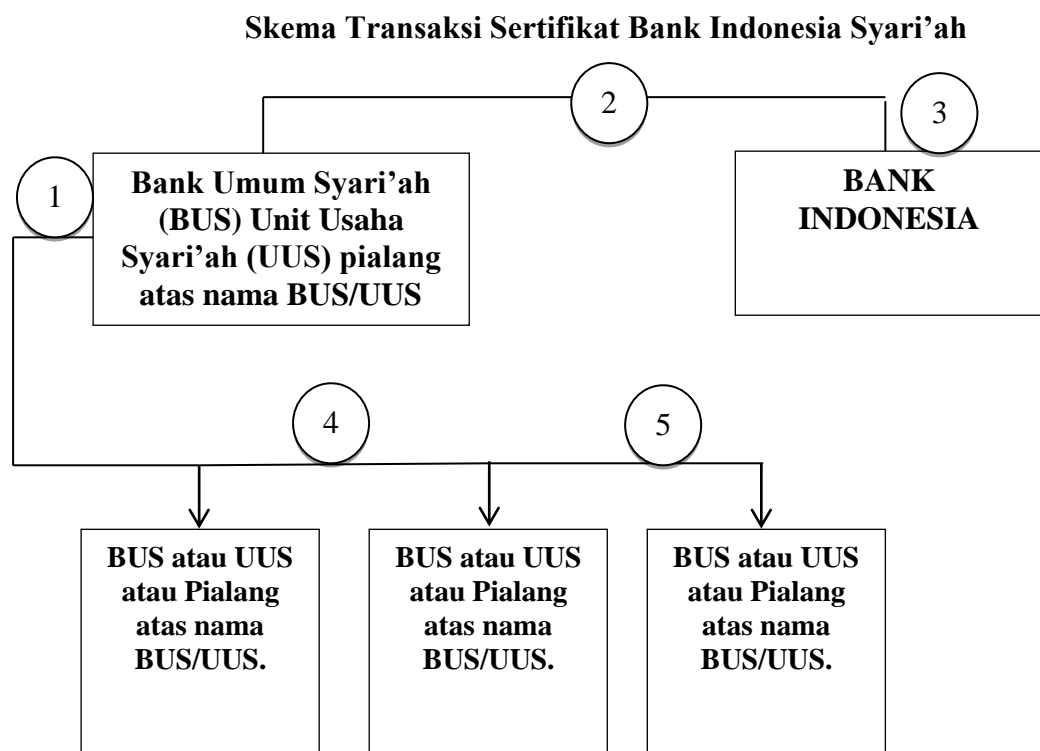 Skema Transaksi Sertifikat Bank Indonesia Syari’ah
2
3
1
Bank Umum Syari’ah
(BUS) Unit Usaha
Syari’ah (UUS) pialang
atas nama BUS/UUS
BANK
INDONESIA
4
5
BUS atau UUS
atau Pialang
atas nama
BUS/UUS.
BUS atau UUS
atau Pialang
atas nama
BUS/UUS.
BUS atau UUS
atau Pialang
atas nama
BUS/UUS.